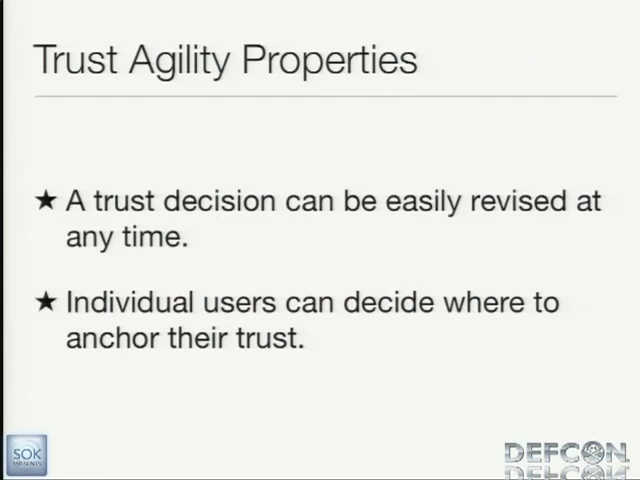 Trust Agility Properties
★ A trust decision can be easily revised at
any time.
★ Individual users can decide where to
anchor their trust.
SOK
PRESENTS
DEFCON.